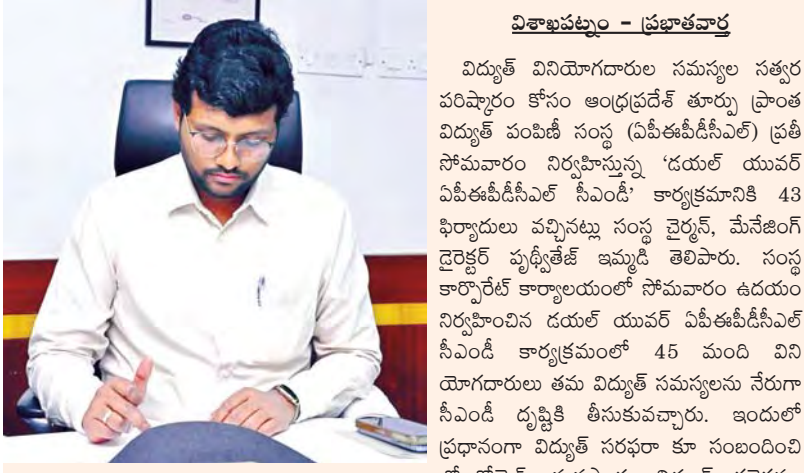 విశాఖపట్నం – ప్రభాతవార్త
విద్యుత్ వినియోగదారుల సమస్యల సత్వర
పరిష్కారం కోసం ఆంధ్రప్రదేశ్ తూర్పు ప్రాంత
విద్యుత్ పంపిణీ సంస్థ (ఏపీఈపీడీసీఎల్) ప్రతీ
సోమవారం నిర్వహిస్తున్న ‘డయల్ యువర్
ఏపీఈపీడీసీఎల్ సీఎండీ’ కార్యక్రమానికి 43
ఫిర్యాదులు వచ్చినట్లు సంస్థ చైర్మన్, మేనేజింగ్
డైరెక్టర్ పృథ్వీతేజ్ ఇమ్మడి తెలిపారు. సంస్థ
కార్పొరేట్ కార్యాలయంలో సోమవారం ఉదయం
నిర్వహించిన డయల్ యువర్ ఏపీఈపీడీసీఎల్
సీఎండీ కార్యక్రమంలో 45 మంది విని
యోగదారులు తమ విద్యుత్ సమస్యలను నేరుగా
సీఎండీ దృష్టికి తీసుకువచ్చారు. ఇందులో
ప్రధానంగా విద్యుత్ సరఫరా కూ సంబందించి